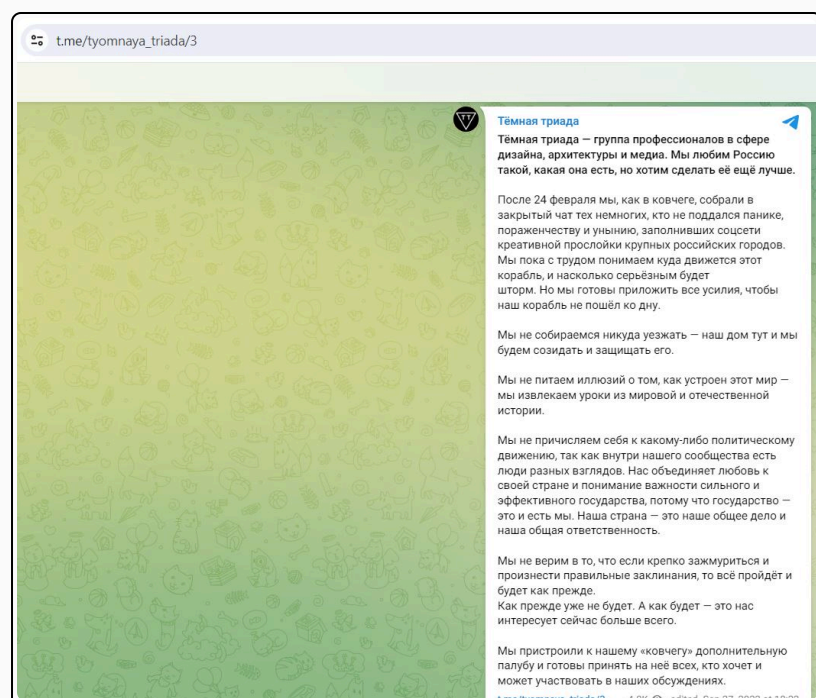 t.me/tyomnaya_triada/3
Тёмная триада
Тёмная триада — группа профессионалов в сфере
дизайна, архитектуры и медиа. Мы любим Россию
такой, какая она есть, но хотим сделать её ещё лучше.
После 24 февраля мы, как в ковчеге, собрали в
закрытый чат тех немногих, кто не поддался панике,
пораженчеству и унынию, заполнивших соцсети
креативной прослойки крупных российских городов.
Мы пока с трудом понимаем куда движется этот
корабль, и насколько серьёзным будет
шторм. Но мы готовы приложить все усилия, чтобы
наш корабль не пошёл ко дну.
Мы не собираемся никуда уезжать — наш дом тут и мы
будем созидать и защищать его.
Мы не питаем иллюзий о том, как устроен этот мир —
мы извлекаем уроки из мировой и отечественной
истории.
Мы не причисляем себя к какому-либо политическому
движению, так как внутри нашего сообщества есть
люди разных взглядов. Нас объединяет любовь к
своей стране и понимание важности сильного и
эффективного государства, потому что государство —
это и есть мы. Наша страна — это наше общее дело и
наша общая ответственность.
Мы не верим в то, что если крепко зажмуриться и
произнести правильные заклинания, то всё пройдёт и
будет как прежде.
Как прежде уже не будет. А как будет — это нас
интересует сейчас больше всего.
Мы пристроили к нашему «ковчегу» дополнительную
палубу и готовы принять на неё всех, кто хочет и
может участвовать в наших обсуждениях.